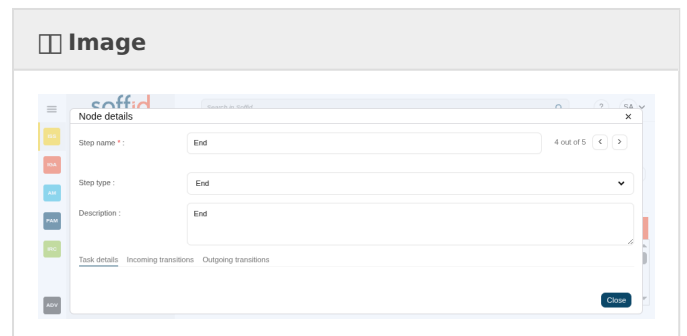 Image
soffid
Search in Soffid
?
SA
Node details
×
Step name * :
End
4 out of 5
Step type :
End
Description :
End
Task details Incoming transitions Outgoing transitions
PAM
ADV
Close